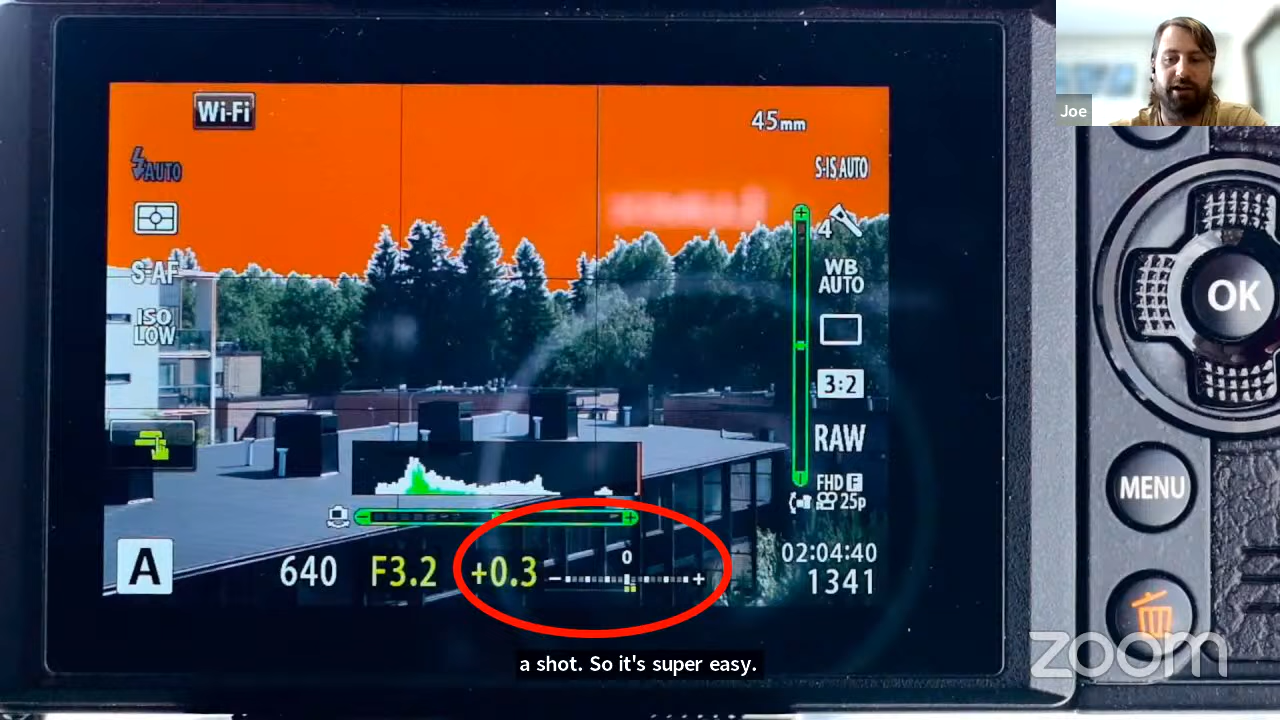 Wi-Fi
45mm
Joe
AUTO
S-IS AUTO
4
S-AF
WB
AUTO
ISO
LOW
OK
3:2
RAW
MENU
FHD F
25p
A
640
F3.2
+0.3
0
02:04:40
1341
a shot. So it's super easy.
zoom